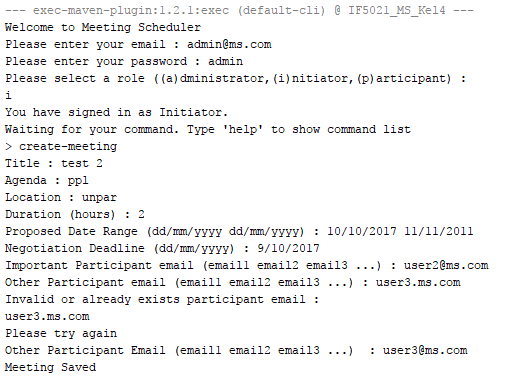 --- exec-maven-plugin:1.2.1:exec (default-cli) @ IF5021_MS_Kel4 ---
Welcome to Meeting Scheduler
Please enter your email : admin@ms.com
Please enter your password : admin
Please select a role ((a)dministrator,(i)nitiator,(p)articipant) :
i
You have signed in as Initiator.
Waiting for your command. Type 'help' to show command list
> create-meeting
Title : test 2
Agenda : ppl
Location : unpar
Duration (hours) : 2
Proposed Date Range (dd/mm/yyyy dd/mm/yyyy) : 10/10/2017 11/11/2011
Negotiation Deadline (dd/mm/yyyy) : 9/10/2017
Important Participant email (email1 email2 email3 ...) : user2@ms.com
Other Participant email (email1 email2 email3 ...) : user3.ms.com
Invalid or already exists participant email :
user3.ms.com
Please try again
Other Participant Email (email1 email2 email3 ...)  : user3@ms.com
Meeting Saved